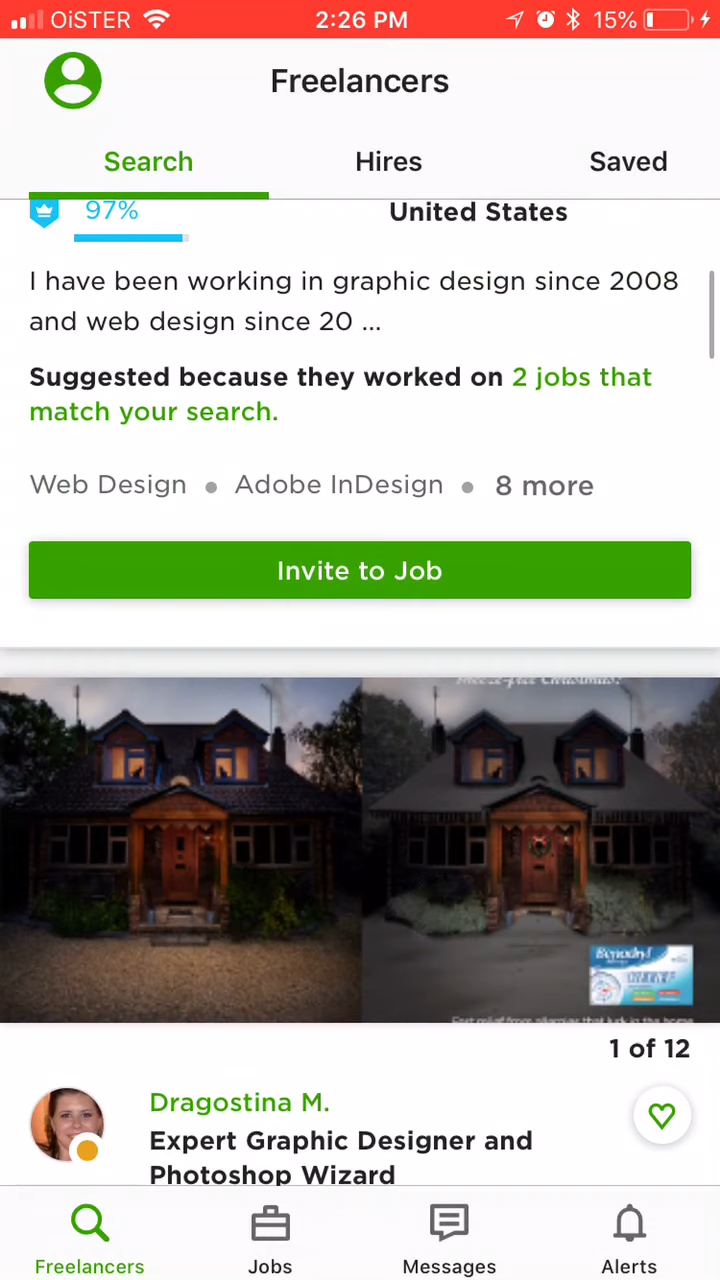 OiSTER 2:26 PM 15%
Freelancers
Search Hires Saved
97% United States
I have been working in graphic design since 2008
and web design since 20 ...
Suggested because they worked on 2 jobs that
match your search.
Web Design Adobe InDesign 8 more
Invite to Job
Christmas?
Benadryl
1 of 12
Dragostina M.
Expert Graphic Designer and
Photoshop Wizard
Freelancers Jobs Messages Alerts